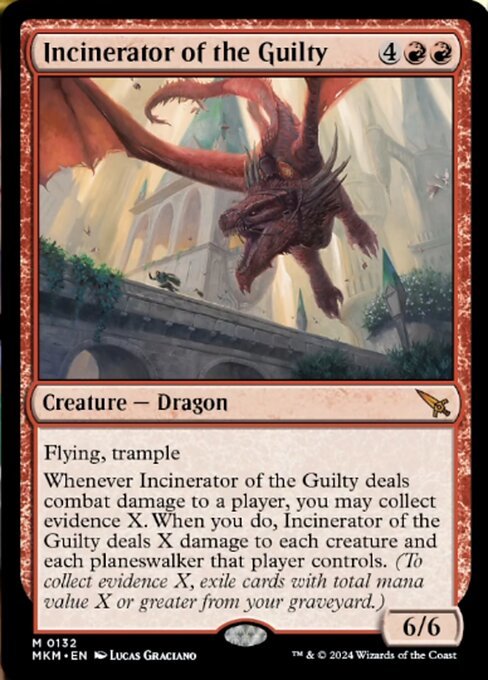 Incinerator of the Guilty 4
Creature — Dragon
Flying, trample
Whenever Incinerator of the Guilty deals
combat damage to a player, you may collect
evidence X. When you do, Incinerator of the
Guilty deals X damage to each creature and
each planeswalker that player controls. (To
collect evidence X, exile cards with total mana
value X or greater from your graveyard.)
6/6
M 0132
MKM • EN Lucas Graciano ™ & © 2024 Wizards of the Coast